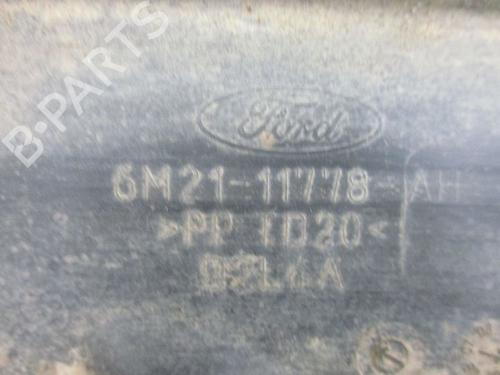 B-PARTS
Ford
6M21-11778-AH
>PP TD20<